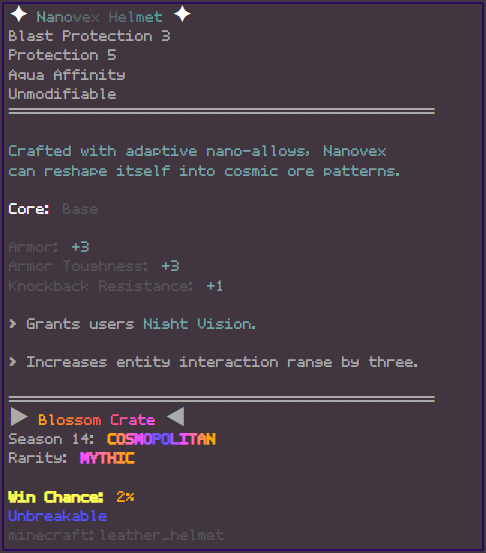 ✦ Nanovex Helmet ✦
Blast Protection 3
Protection 5
Aqua Affinity
Unmodifiable
Crafted with adaptive nano-alloys, Nanovex
can reshape itself into cosmic ore patterns.
Core: Base
Armor: +3
Armor Toughness: +3
Knockback Resistance: +1
> Grants users Night Vision.
> Increases entity interaction range by three.
▶ Blossom Crate ◀
Season 14: COSMOPOLITAN
Rarity: MYTHIC
Win Chance: 2%
Unbreakable
minecraft:leather_helmet